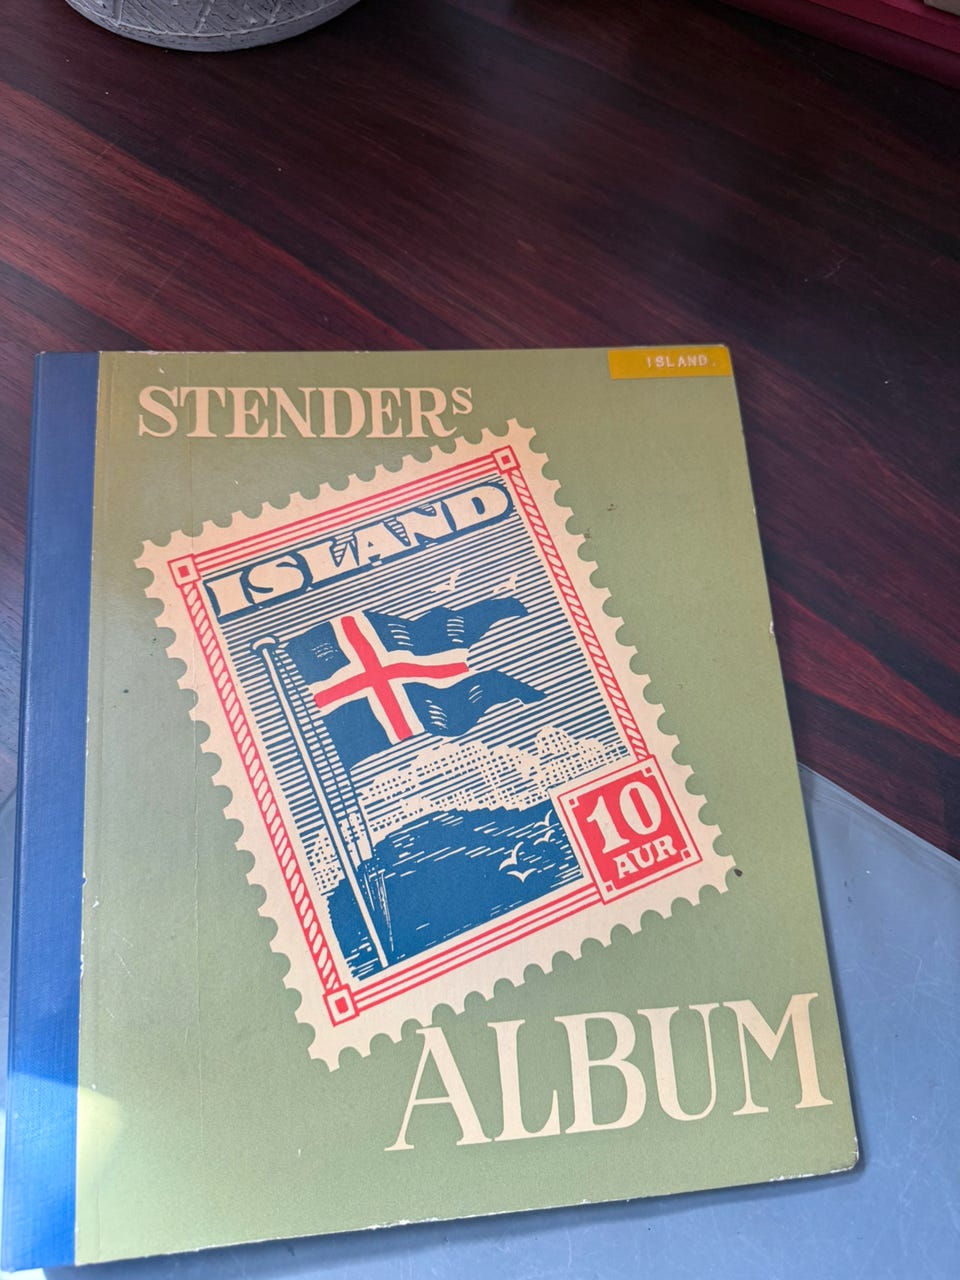 ISLAND.
STENDERS
ISLAND
10
AUR
ALBUM